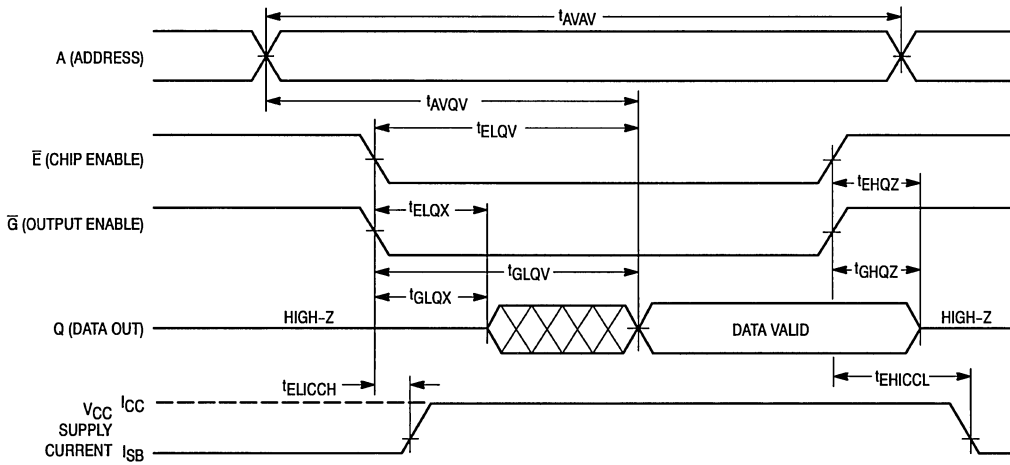 tAVAV
A (ADDRESS)
tAVQV
tELQV
E̅ (CHIP ENABLE)
tEHQZ
tELQX
G̅ (OUTPUT ENABLE)
tGLQV
tGHQZ
tGLQX
Q (DATA OUT)
HIGH–Z
DATA VALID
HIGH–Z
tELICCH
tEHICCL
VCC ICC
SUPPLY
CURRENT ISB